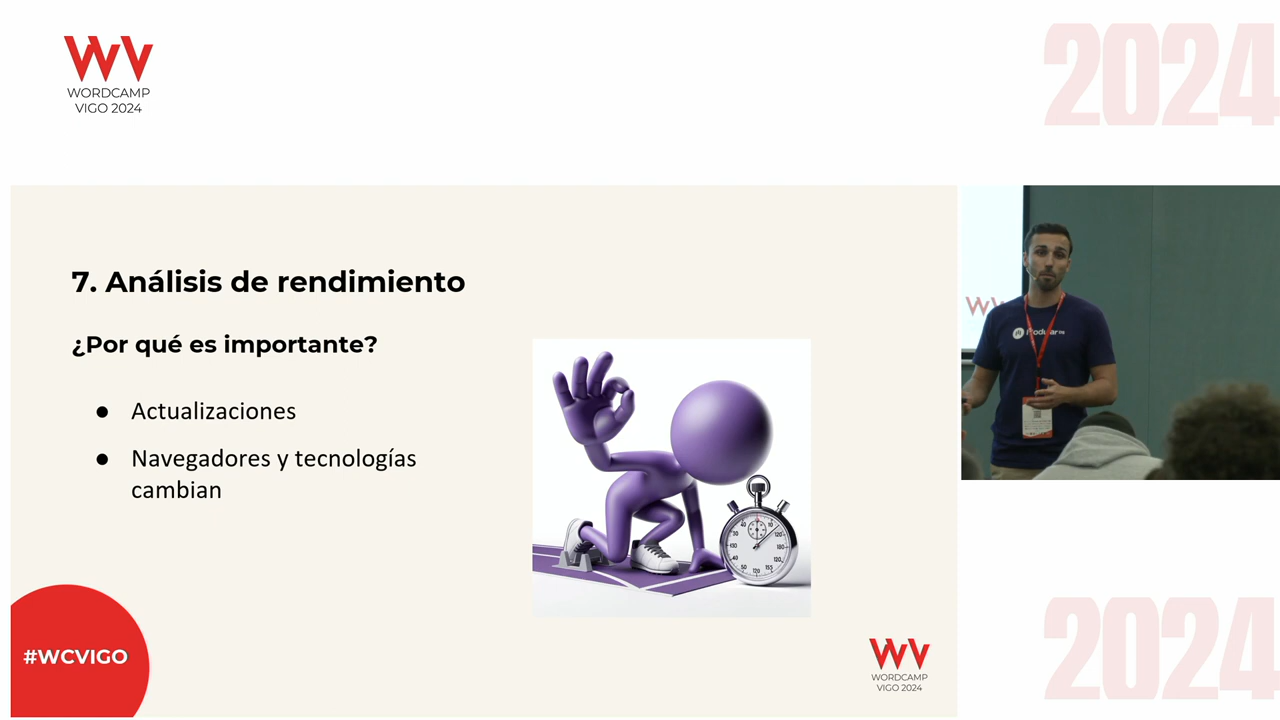 WORDCAMP
VIGO 2024
2024
7. Análisis de rendimiento
¿Por qué es importante?
● Actualizaciones
● Navegadores y tecnologías
cambian
#WCVIGO
WORDCAMP
VIGO 2024
2024